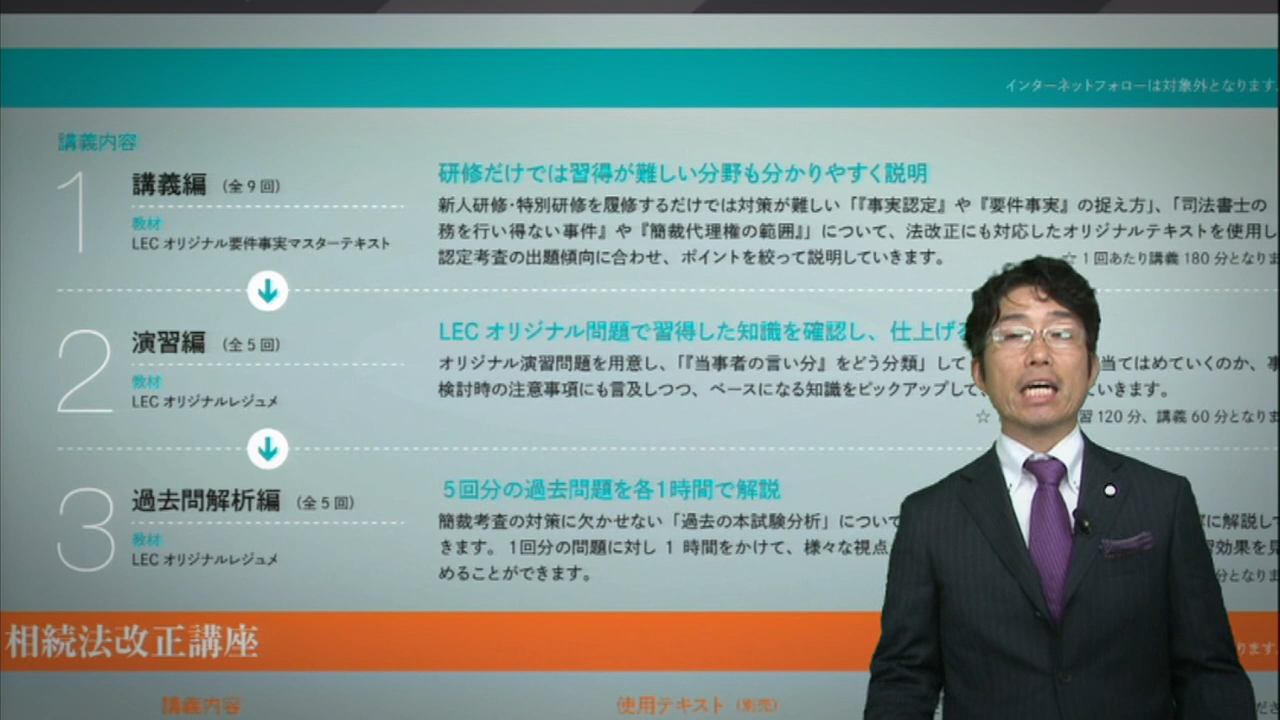 インターネットフォローは対象外となります。
講義内容
1 講義編 (全9回)
教材
LEC オリジナル要件事実マスターテキスト
研修だけでは習得が難しい分野も分かりやすく説明
新人研修・特別研修を履修するだけでは対策が難しい「『事実認定』や『要件事実』の捉え方」、「司法書士の
務を行い得ない事件』や『簡裁代理権の範囲』」について、法改正にも対応したオリジナルテキストを使用し
認定考査の出題傾向に合わせ、ポイントを絞って説明していきます。
☆1回あたり講義180分となりま
2 演習編 (全5回)
教材
LEC オリジナルレジュメ
LEC オリジナル問題で習得した知識を確認し、仕上げる
オリジナル演習問題を用意し、「『当事者の言い分』をどう分類」して 当てはめていくのか、事
検討時の注意事項にも言及しつつ、ベースになる知識をピックアップして、 いきます。
☆ 習120分、講義60分となりま
3 過去問解析編 (全5回)
教材
LEC オリジナルレジュメ
5回分の過去問題を各1時間で解説
簡裁考査の対策に欠かせない「過去の本試験分析」について に解説して
きます。1回分の問題に対し1時間をかけて、様々な視点 習効果を見
めることができます。
分となりま
相続法改正講座
ります。
講義内容
使用テキスト (別売)